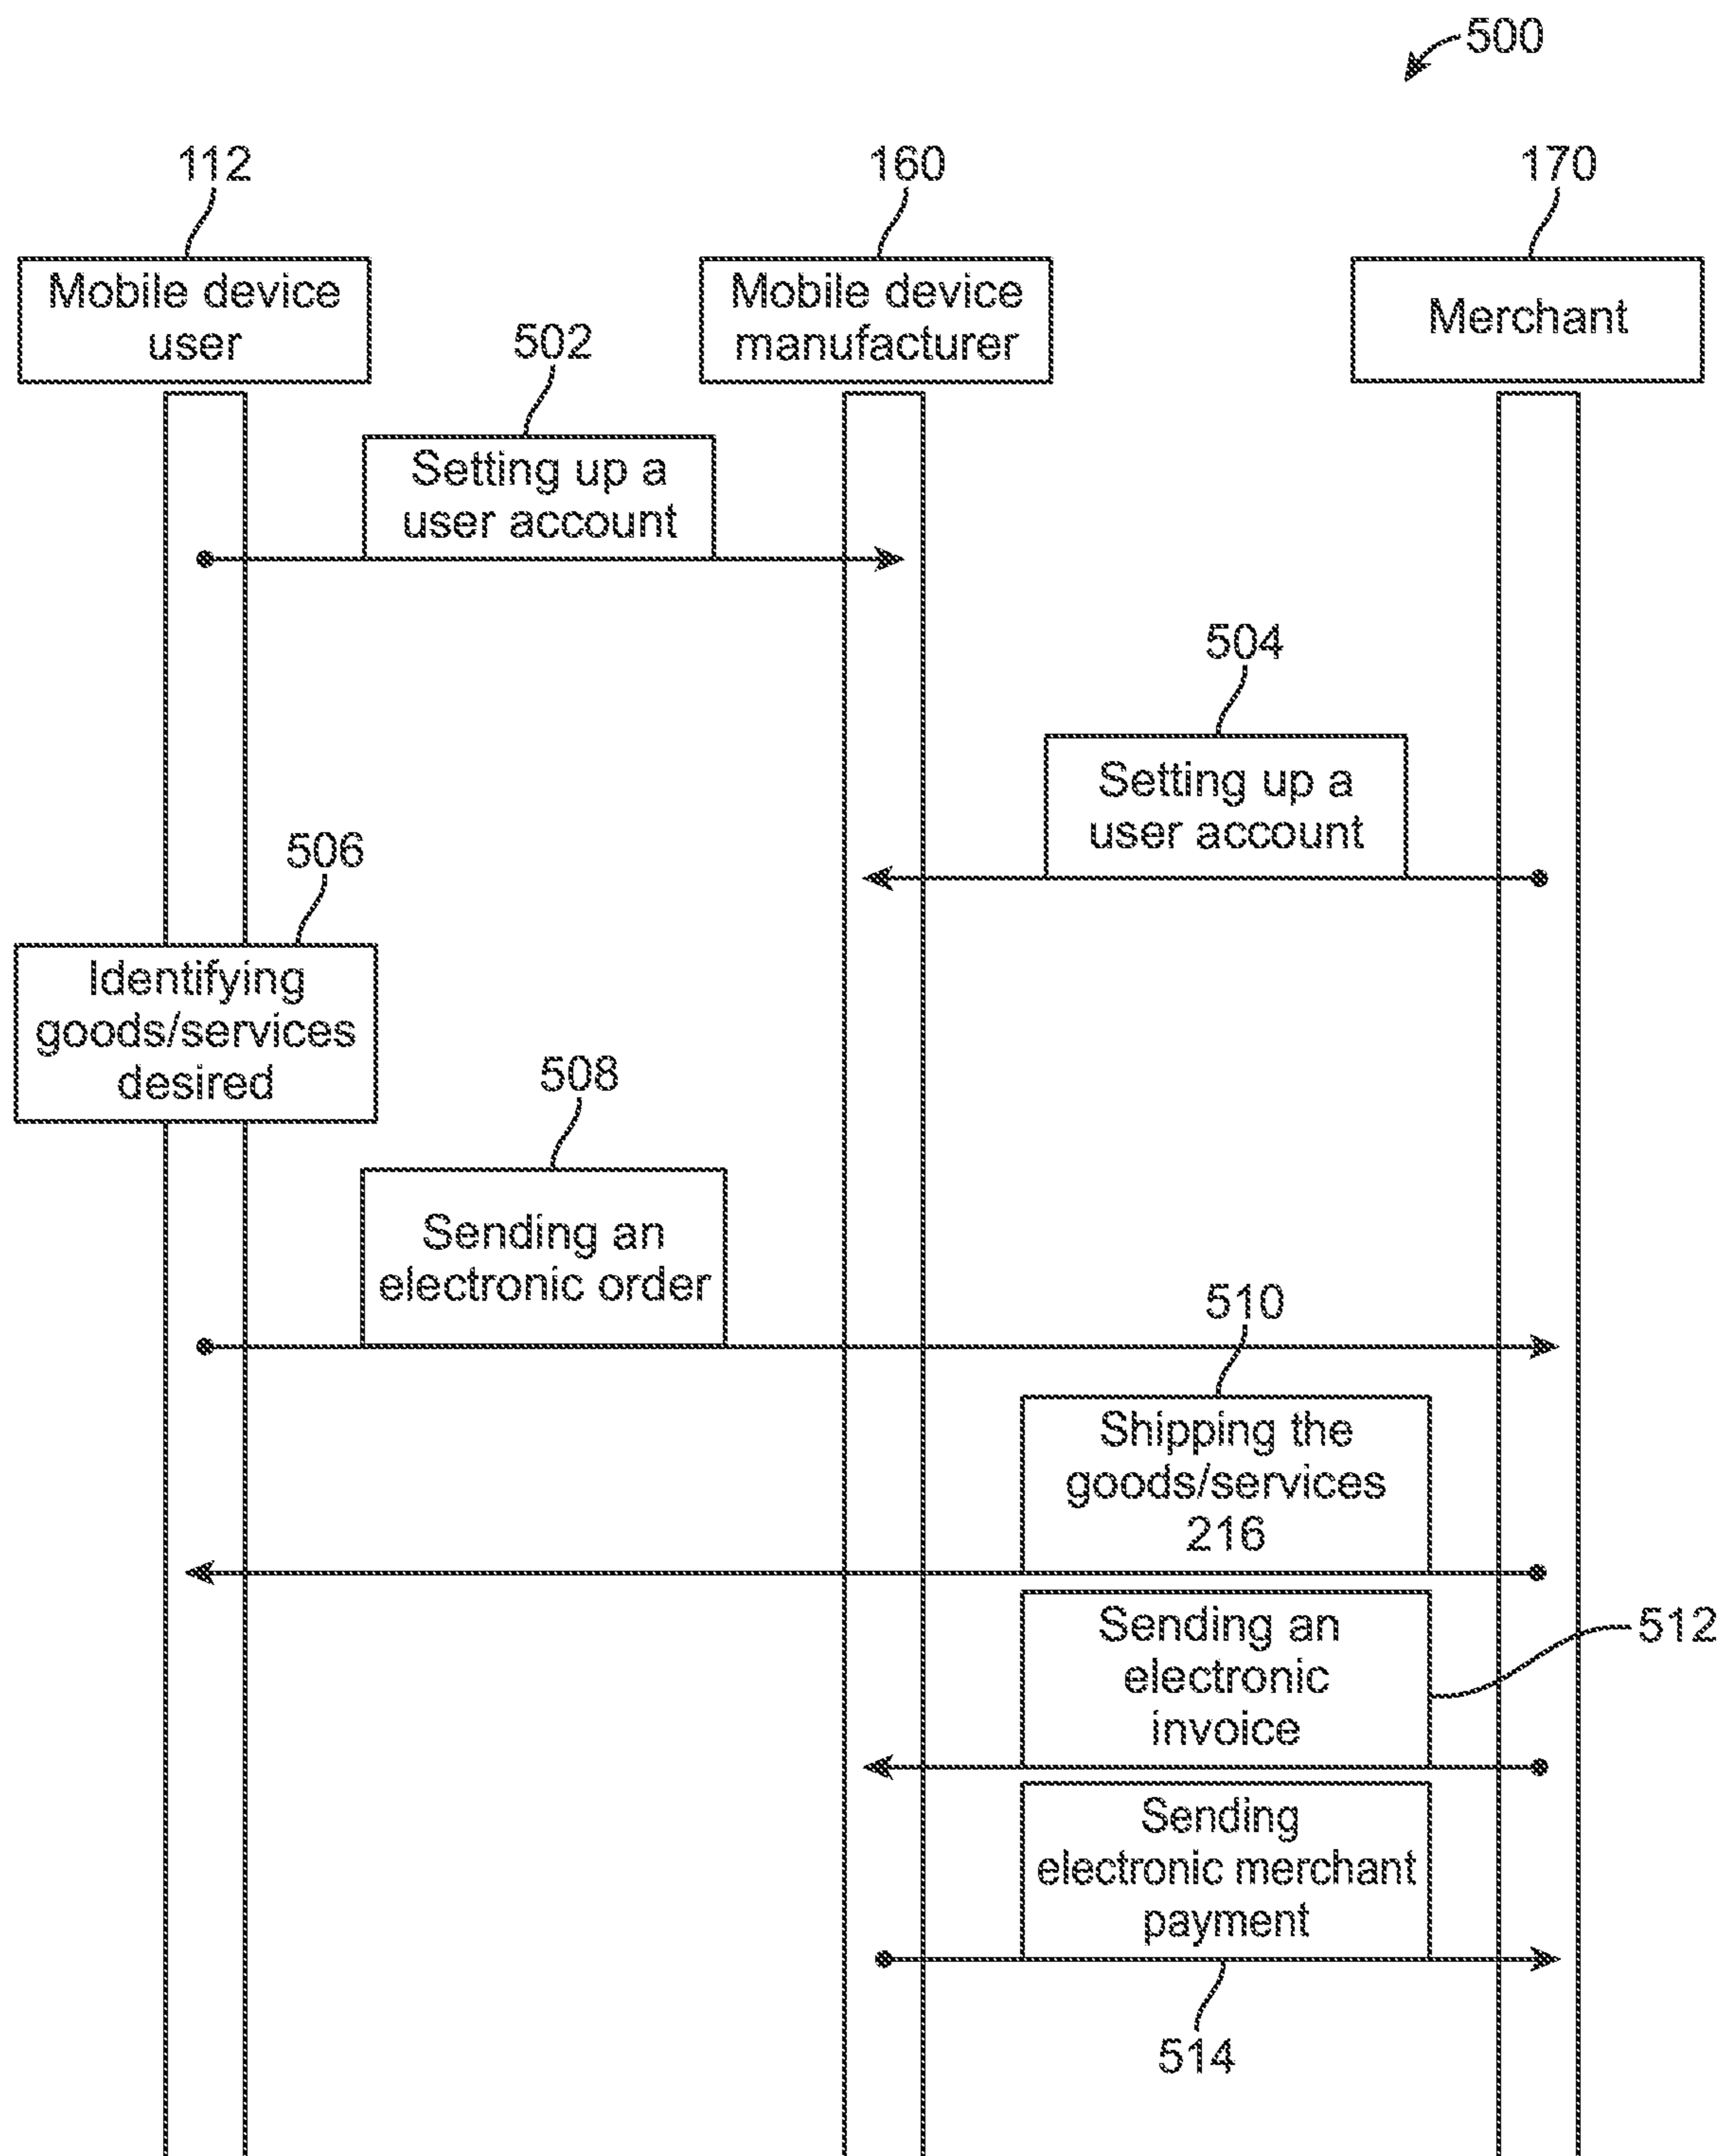 500
112
160
170
Mobile device
user
Mobile device
manufacturer
Merchant
502
Setting up a
user account
504
Setting up a
user account
506
Identifying
goods/services
desired
508
Sending an
electronic order
510
Shipping the
goods/services
216
Sending an
electronic
invoice
512
Sending
electronic merchant
payment
514